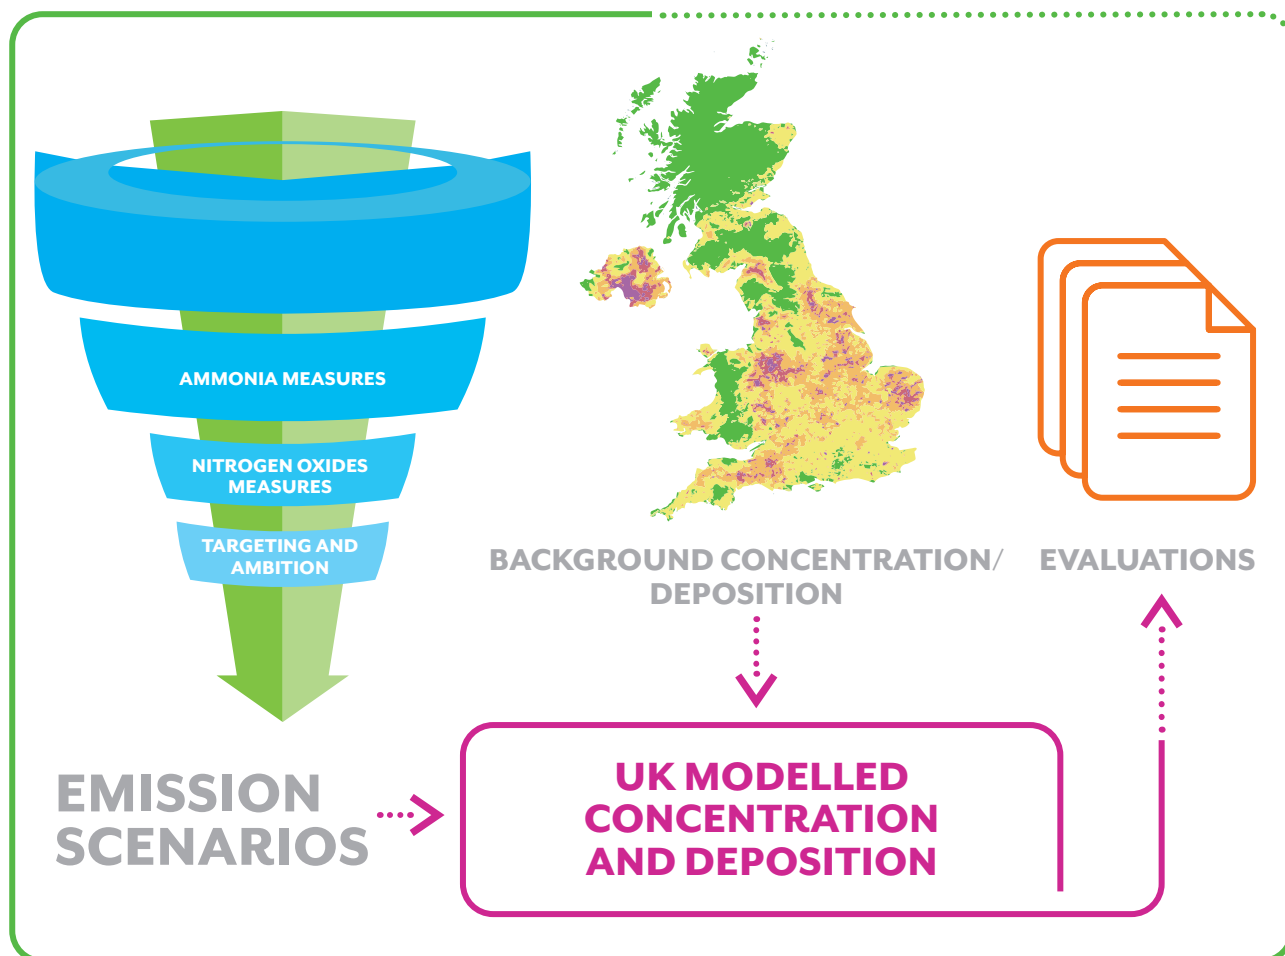 AMMONIA MEASURES
NITROGEN OXIDES
MEASURES
TARGETING AND
AMBITION
EMISSION
SCENARIOS
BACKGROUND CONCENTRATION/
DEPOSITION
EVALUATIONS
UK MODELLED
CONCENTRATION
AND DEPOSITION